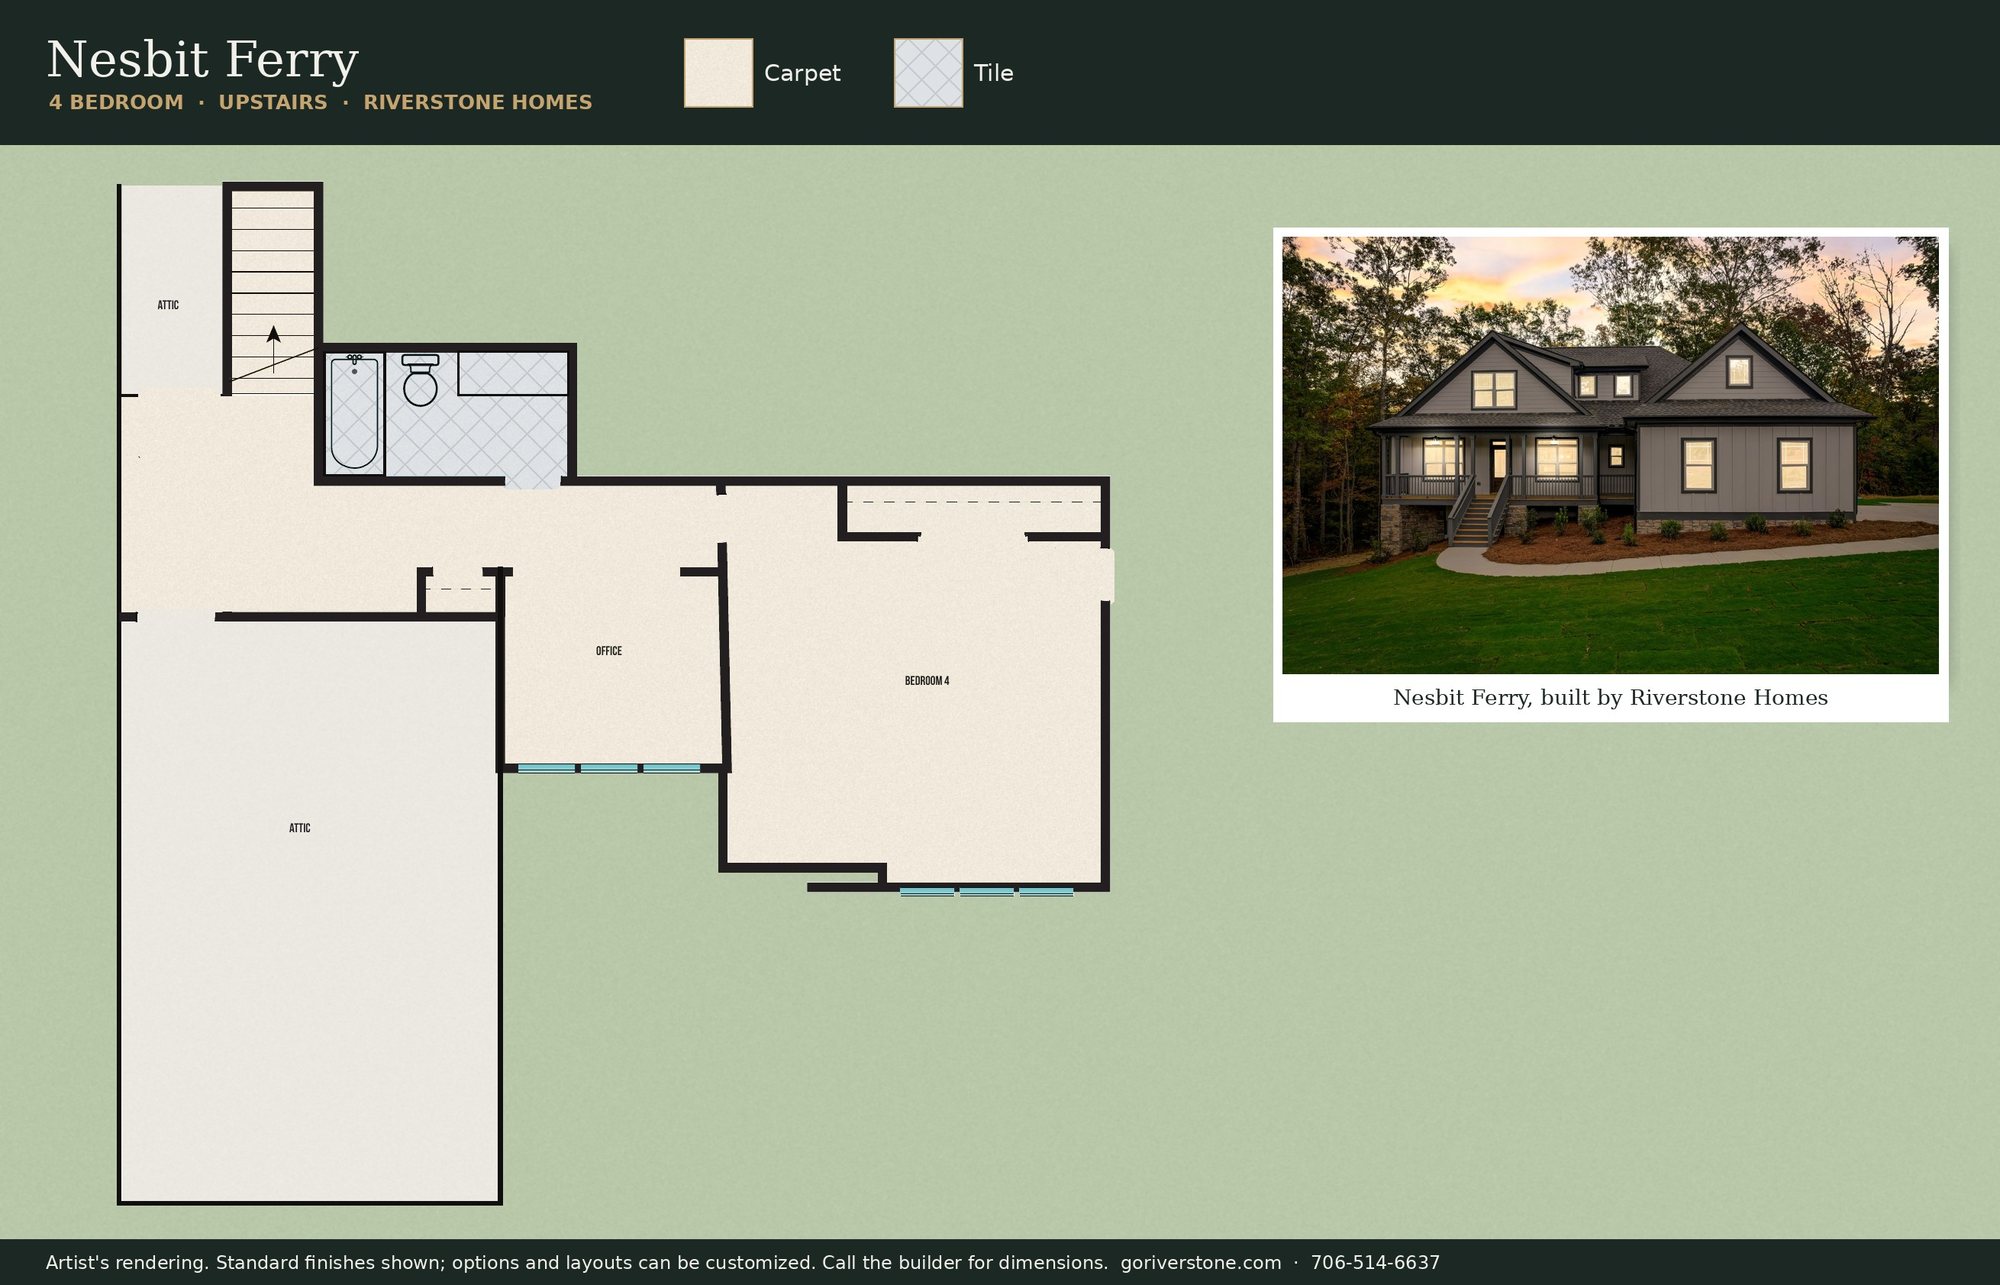 Nesbit Ferry
4 BEDROOM · UPSTAIRS · RIVERSTONE HOMES
Carpet
Tile
ATTIC
OFFICE
BEDROOM 4
ATTIC
Nesbit Ferry, built by Riverstone Homes
Artist's rendering. Standard finishes shown; options and layouts can be customized. Call the builder for dimensions. goriverstone.com · 706-514-6637